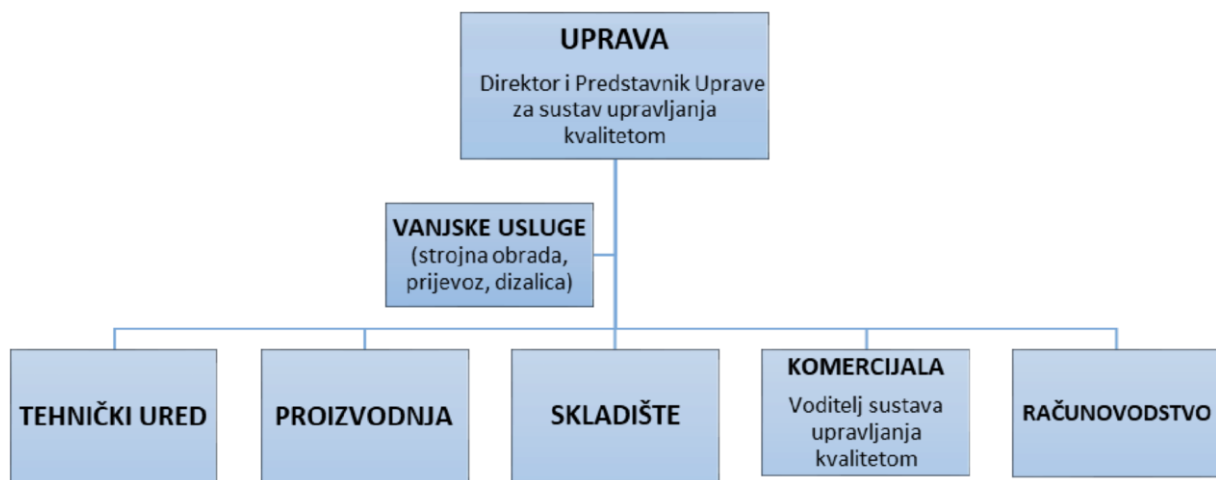 UPRAVA
Direktor i Predstavnik Uprave
za sustav upravljanja
kvalitetom
VANJSKE USLUGE
(strojna obrada,
prijevoz, dizalica)
TEHNIČKI URED
PROIZVODNJA
SKLADIŠTE
KOMERCIJALA
Voditelj sustava
upravljanja
kvalitetom
RAČUNOVODSTVO